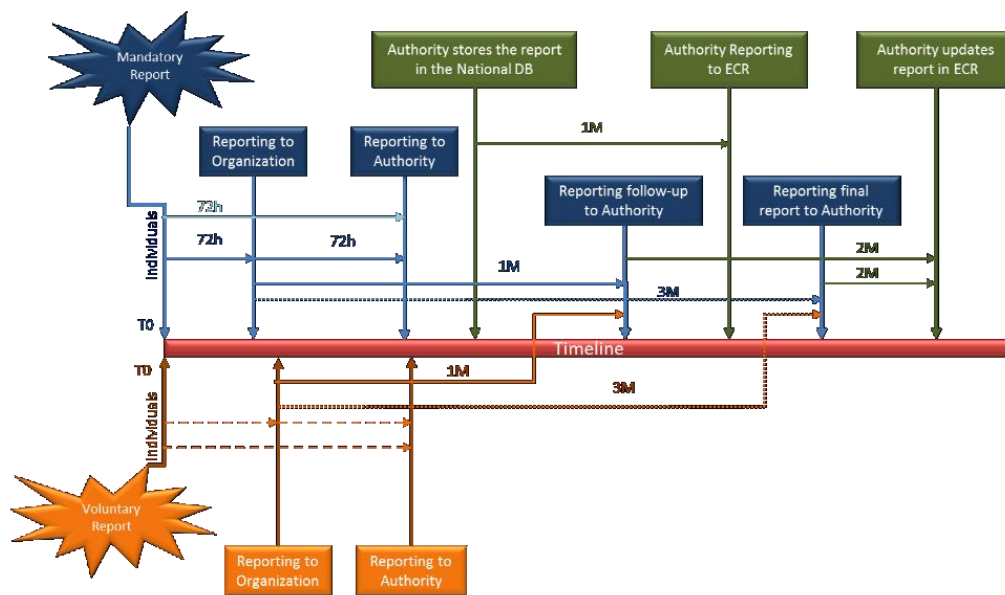 Mandatory
Report
Authority stores the report
in the National DB
Authority Reporting
to ECR
Authority updates
report in ECR
1M
Reporting to
Organization
Reporting to
Authority
Reporting follow-up
to Authority
Reporting final
report to Authority
Individuals
72h
72h
72h
2M
1M
2M
3M
T0
Timeline
T0
1M
3M
Individuals
Voluntary
Report
Reporting to
Organization
Reporting to
Authority